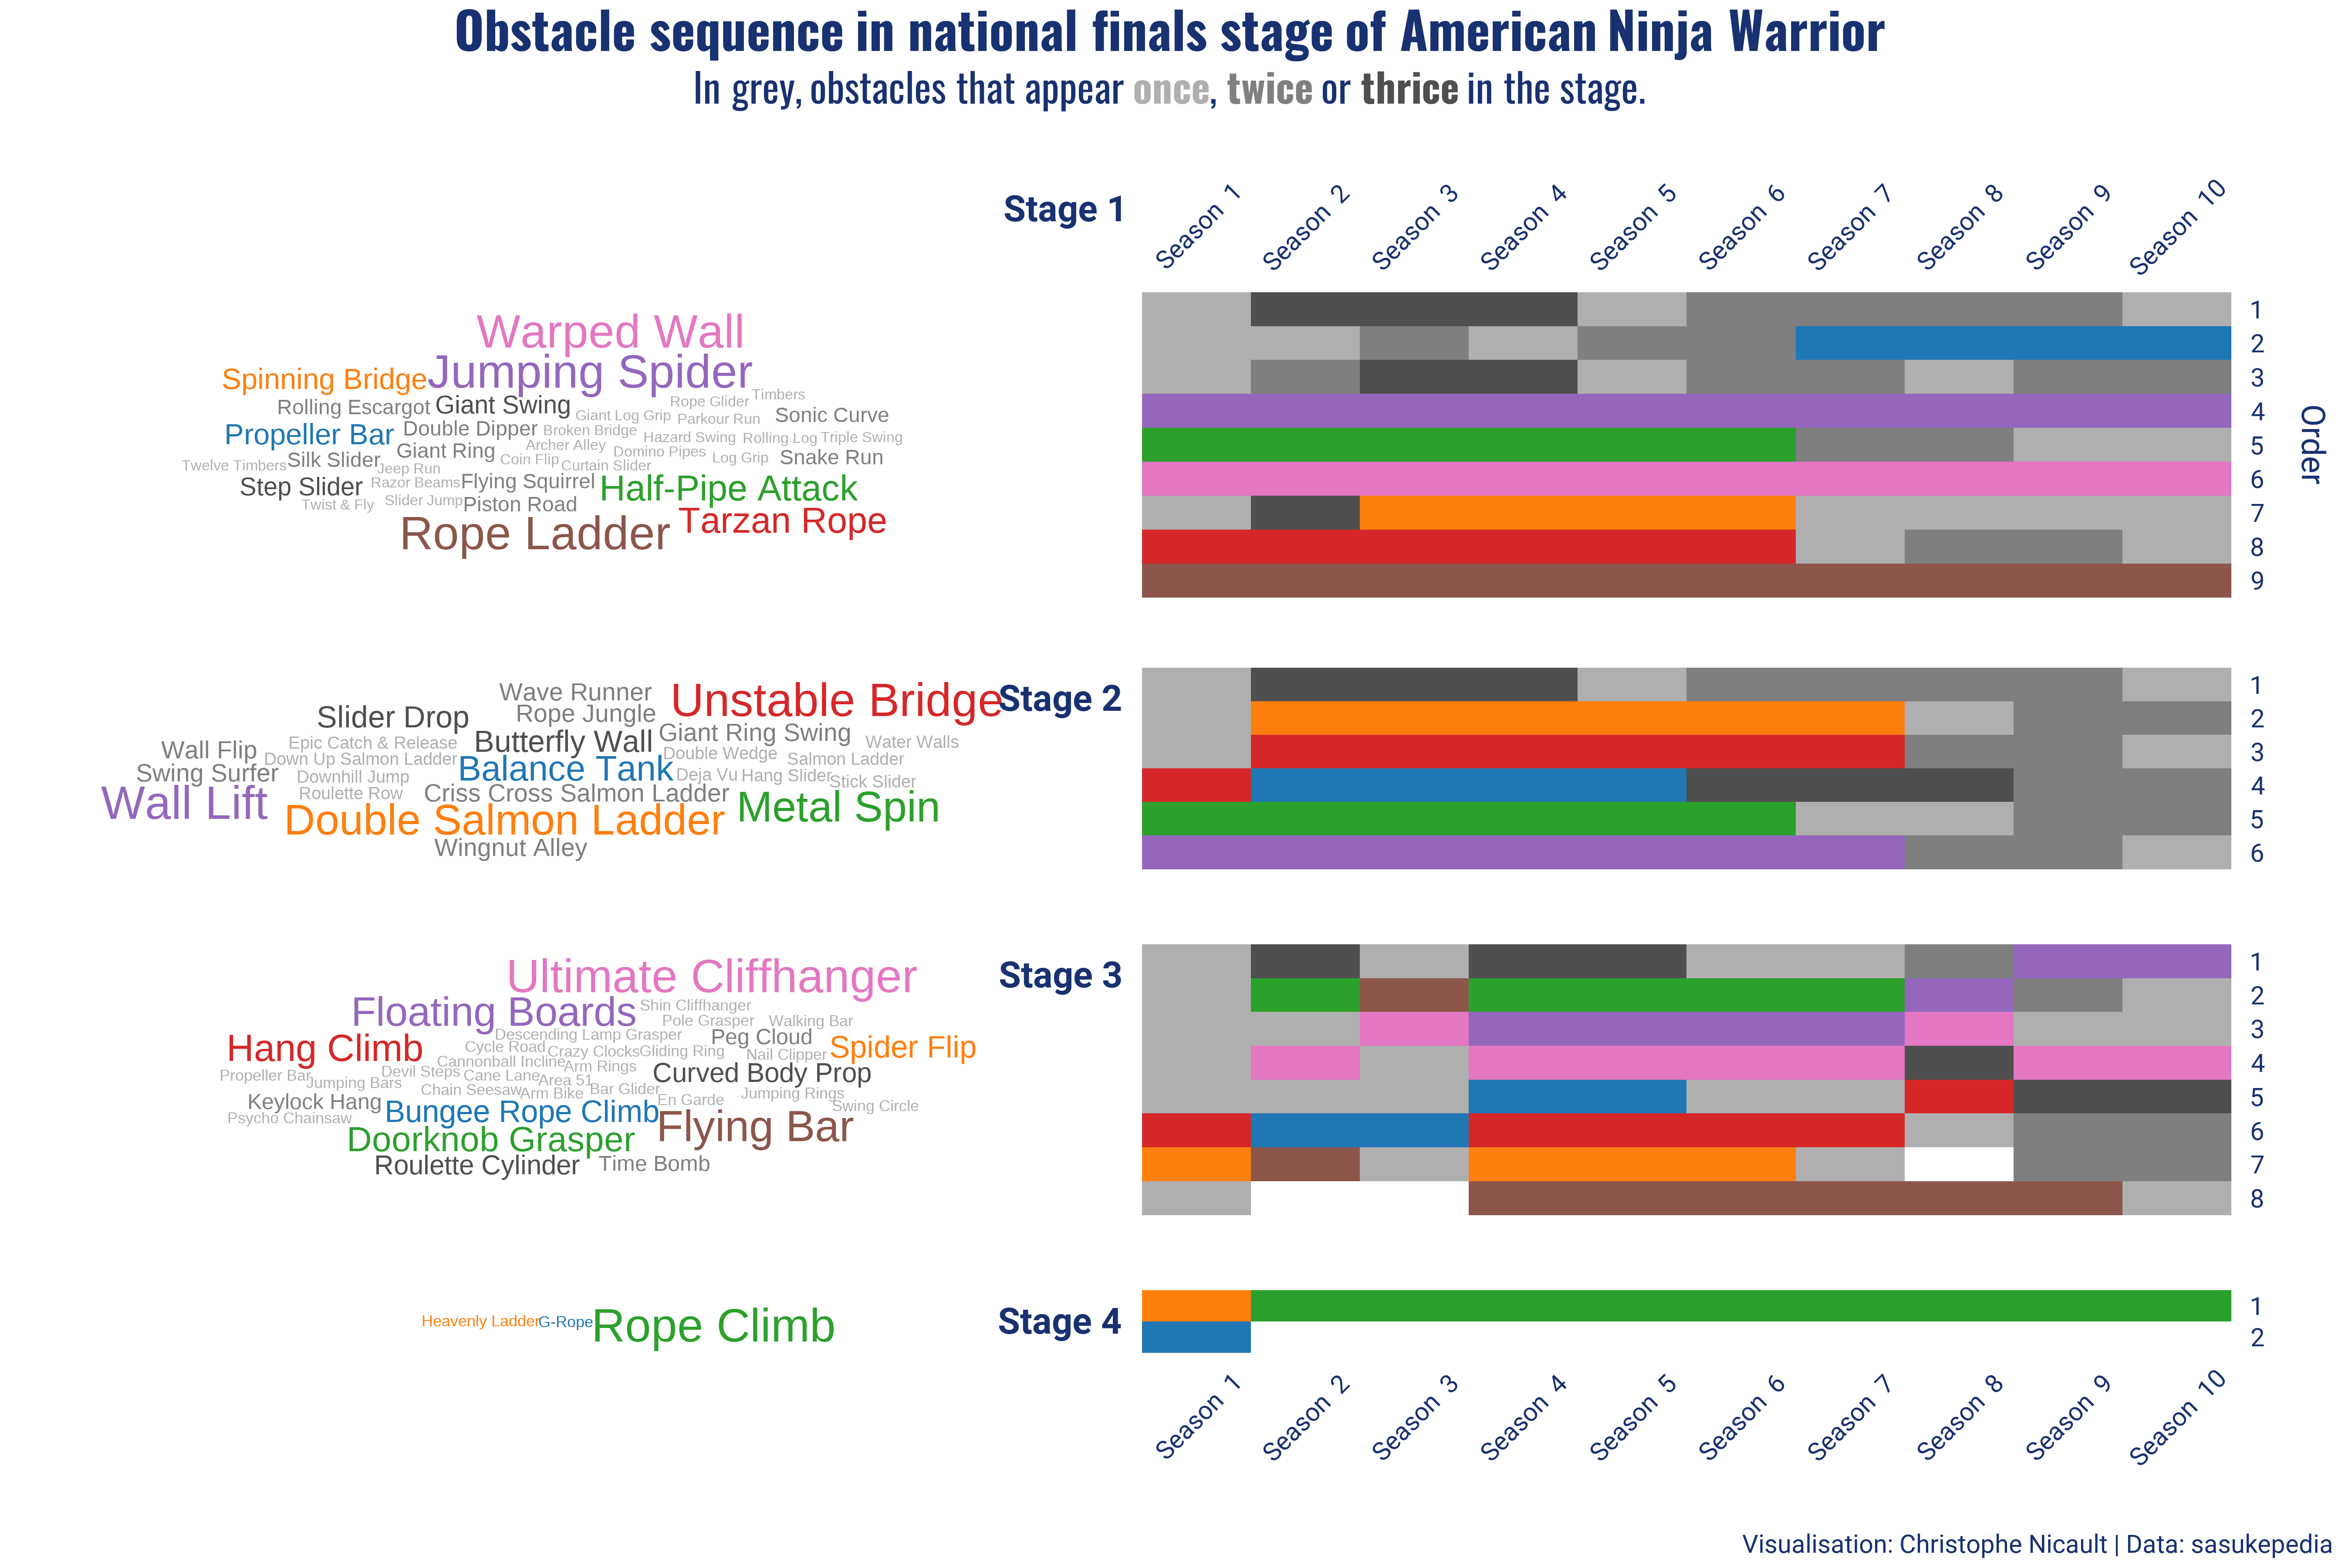 Obstacle sequence in national finals stage of American Ninja Warrior
In grey, obstacles that appear once, twice or thrice in the stage.
Stage 1
Season 1
Season 2
Season 3
Season 4
Season 5
Season 6
Season 7
Season 8
Season 9
Season 10
Warped Wall
Jumping Spider
Spinning Bridge
Timbers
Rope Glider
Rolling Escargot
Giant Swing
Giant Log Grip
Parkour Run
Sonic Curve
Propeller Bar
Double Dipper
Broken Bridge
Hazard Swing
Rolling Log
Triple Swing
Giant Ring
Archer Alley
Domino Pipes
Log Grip
Snake Run
Twelve Timbers
Silk Slider
Jeep Run
Coin Flip
Curtain Slider
Step Slider
Razor Beams
Flying Squirrel
Half-Pipe Attack
Twist & Fly
Slider Jump
Piston Road
Rope Ladder
Tarzan Rope
1
2
3
4
5
6
7
8
9
Order
Stage 2
Wave Runner
Unstable Bridge
Slider Drop
Rope Jungle
Giant Ring Swing
Wall Flip
Epic Catch & Release
Butterfly Wall
Water Walls
Down Up Salmon Ladder
Double Wedge
Salmon Ladder
Swing Surfer
Downhill Jump
Balance Tank
Deja Vu
Hang Slider
Stick Slider
Wall Lift
Roulette Row
Criss Cross Salmon Ladder
Metal Spin
Double Salmon Ladder
Wingnut Alley
1
2
3
4
5
6
Stage 3
Ultimate Cliffhanger
Floating Boards
Shin Cliffhanger
Pole Grasper
Walking Bar
Descending Lamp Grasper
Peg Cloud
Hang Climb
Cycle Road
Crazy Clocks
Gliding Ring
Nail Clipper
Spider Flip
Cannonball Incline
Arm Rings
Propeller Bar
Devil Steps
Cane Lane
Area 51
Curved Body Prop
Jumping Bars
Chain Seesaw
Arm Bike
Bar Glider
Jumping Rings
Keylock Hang
En Garde
Swing Circle
Psycho Chainsaw
Bungee Rope Climb
Flying Bar
Doorknob Grasper
Roulette Cylinder
Time Bomb
1
2
3
4
5
6
7
8
Stage 4
Heavenly Ladder
G-Rope
Rope Climb
1
2
Season 1
Season 2
Season 3
Season 4
Season 5
Season 6
Season 7
Season 8
Season 9
Season 10
Visualisation: Christophe Nicault | Data: sasukepedia